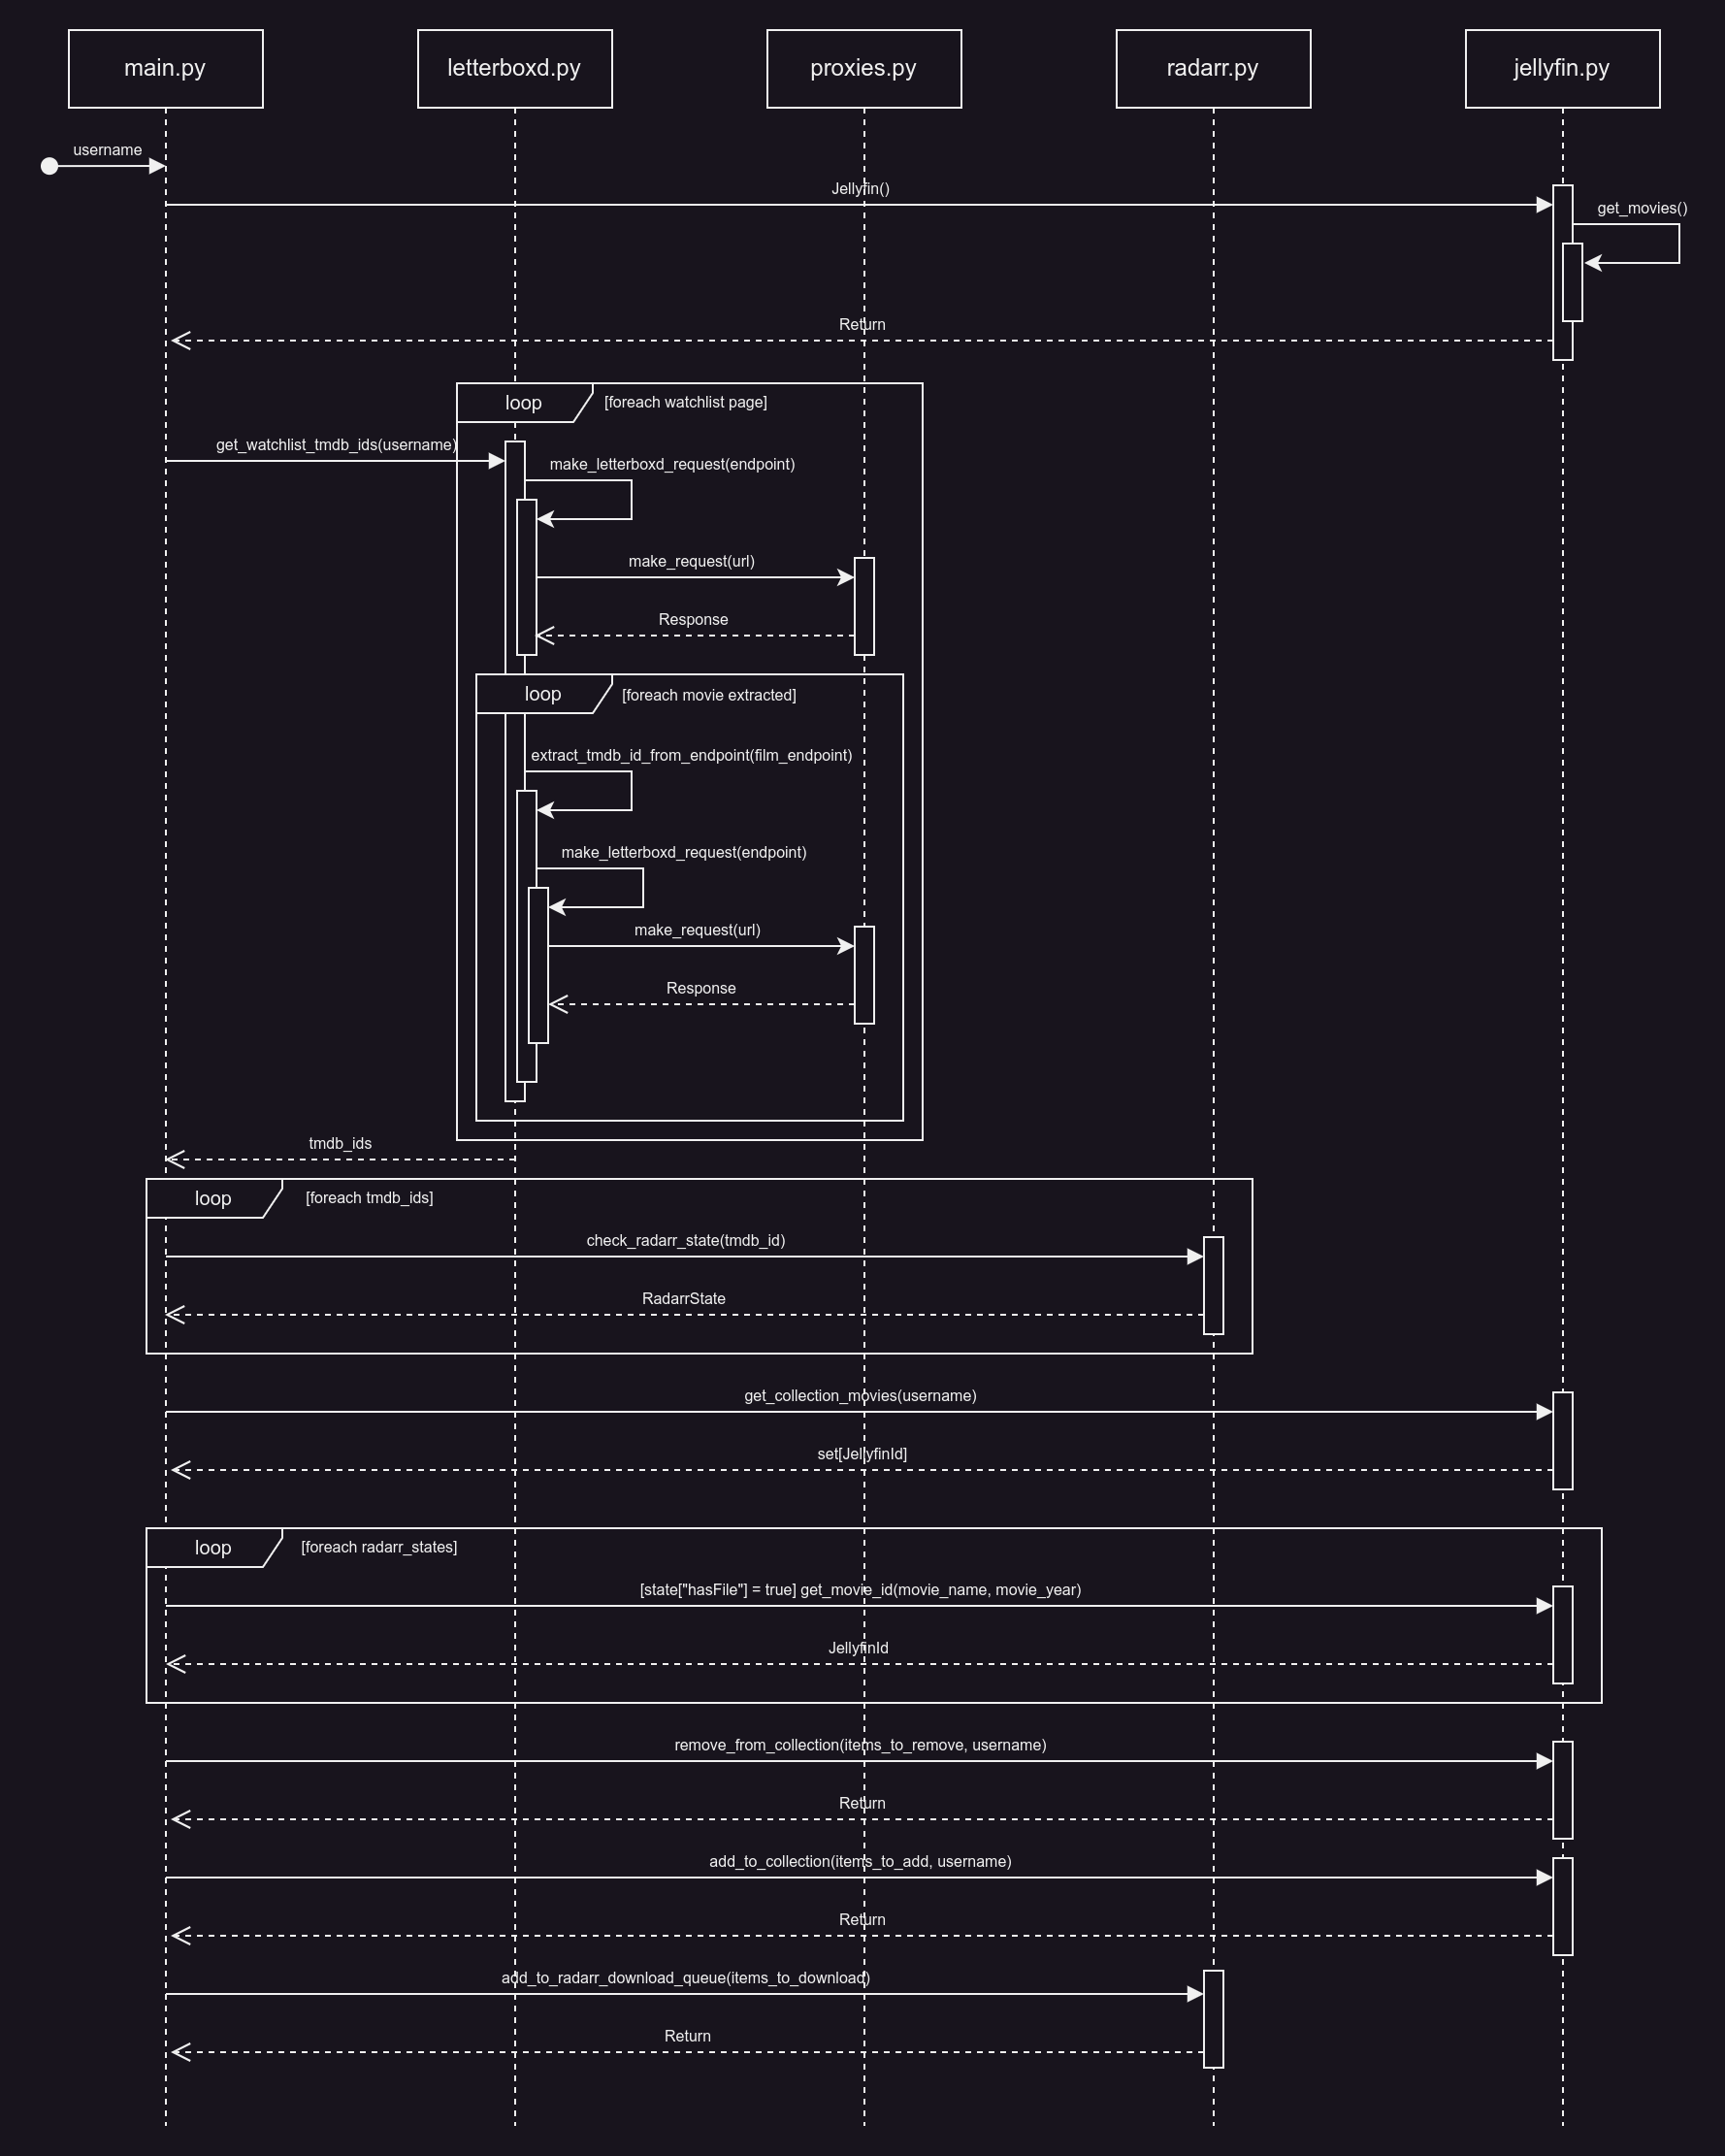 main.py
letterboxd.py
proxies.py
radarr.py
jellyfin.py
username
Jellyfin()
get_movies()
Return
loop
[foreach watchlist page]
get_watchlist_tmdb_ids(username)
make_letterboxd_request(endpoint)
make_request(url)
Response
loop
[foreach movie extracted]
extract_tmdb_id_from_endpoint(film_endpoint)
make_letterboxd_request(endpoint)
make_request(url)
Response
tmdb_ids
loop
[foreach tmdb_ids]
check_radarr_state(tmdb_id)
RadarrState
get_collection_movies(username)
set[JellyfinId]
loop
[foreach radarr_states]
[state["hasFile"] = true] get_movie_id(movie_name, movie_year)
JellyfinId
remove_from_collection(items_to_remove, username)
Return
add_to_collection(items_to_add, username)
Return
add_to_radarr_download_queue(items_to_download)
Return